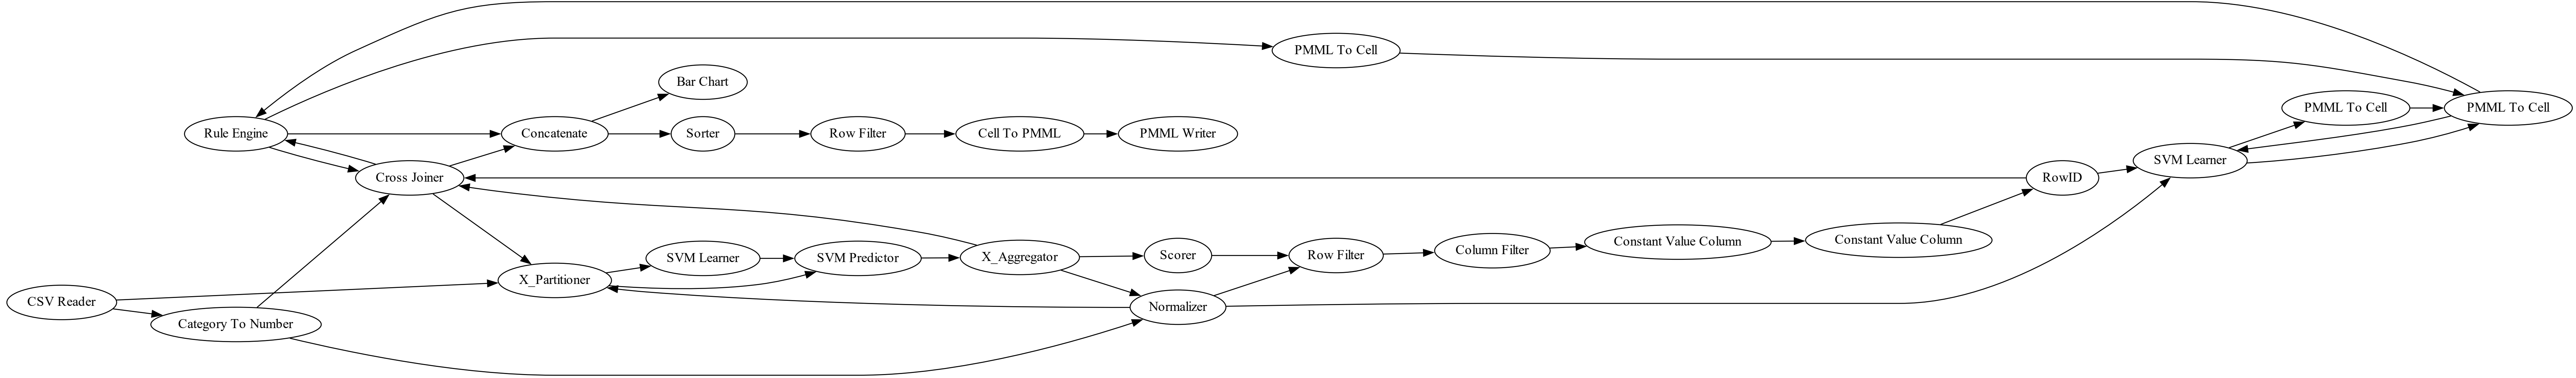 PMML To Cell
Bar Chart
PMML To Cell
PMML To Cell
Rule Engine
Concatenate
Sorter
Row Filter
Cell To PMML
PMML Writer
SVM Learner
Cross Joiner
RowID
Constant Value Column
Constant Value Column
Column Filter
Row Filter
Scorer
X_Aggregator
SVM Predictor
SVM Learner
X_Partitioner
CSV Reader
Normalizer
Category To Number